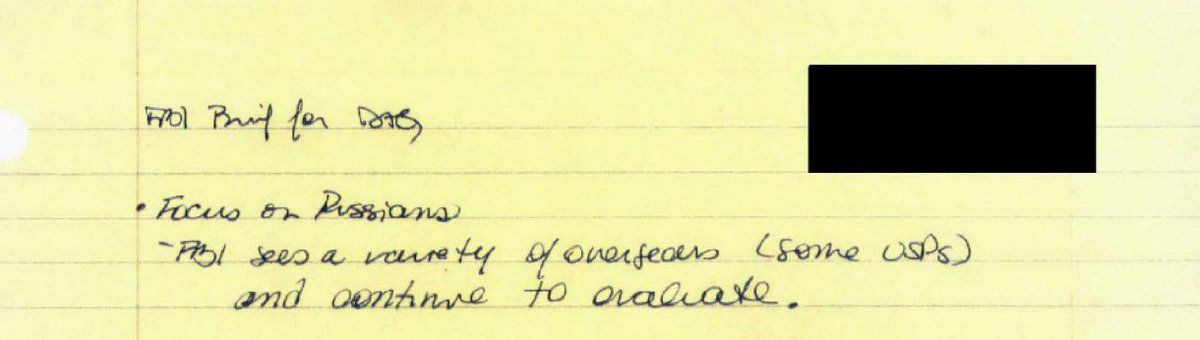 FBI Brief for DAG
• Focus on Russians
- FBI sees a variety of overseers (some USPs)
and continue to evaluate.